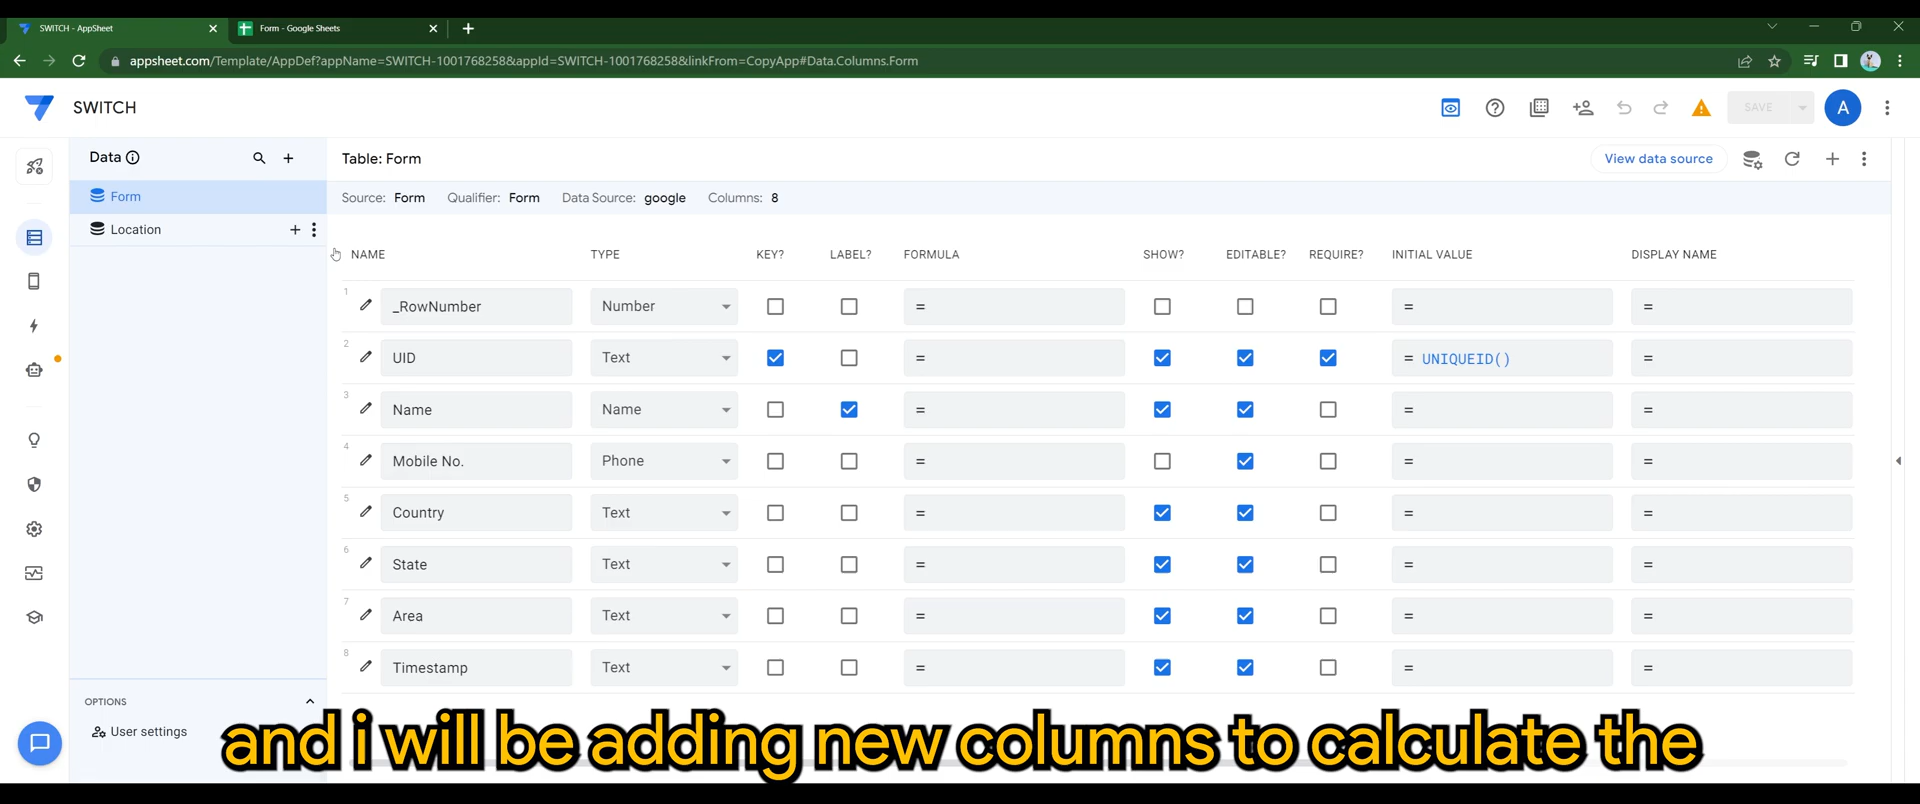 SWITCH - AppSheet
Form - Google Sheets
appsheet.com/Template/AppDef?appName=SWITCH-1001768258&appId=SWITCH-1001768258&linkFrom=CopyApp#Data.Columns.Form
SWITCH
SAVE
A
Data
Table: Form
View data source
Form
Source: Form Qualifier: Form Data Source: google Columns: 8
Location
NAME TYPE KEY? LABEL? FORMULA SHOW? EDITABLE? REQUIRE? INITIAL VALUE DISPLAY NAME
1 _RowNumber Number = = =
2 UID Text = = UNIQUEID() =
3 Name Name = = =
4 Mobile No. Phone = = =
5 Country Text = = =
6 State Text = = =
7 Area Text = = =
8 Timestamp Text = = =
OPTIONS
User settings
and i will be adding new columns to calculate the